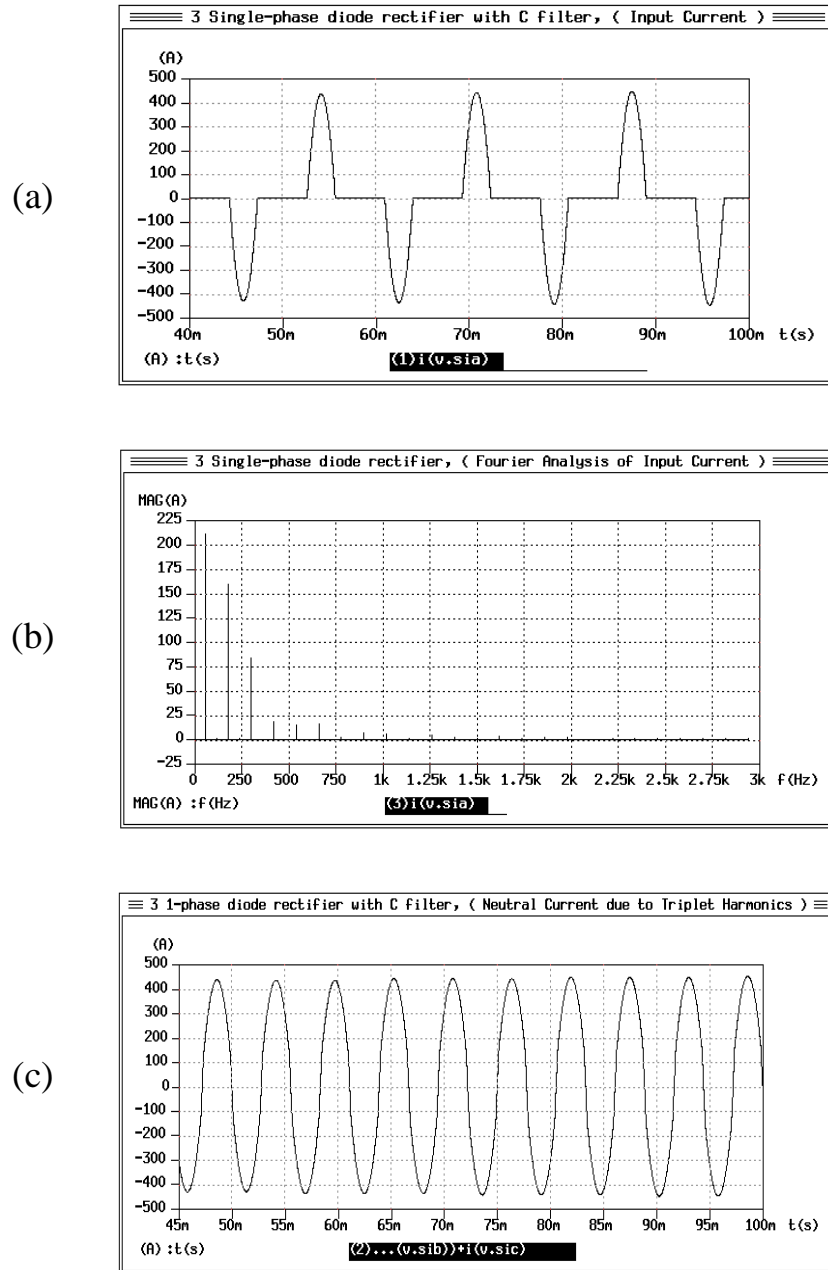 3 Single-phase diode rectifier with C filter, ( Input Current )
(A)
500
400
300
200
100
0
-100
-200
-300
-400
-500
40m 50m 60m 70m 80m 90m 100m t(s)
(A) :t(s) (1)i(v.sia)
(a)
3 Single-phase diode rectifier, ( Fourier Analysis of Input Current )
MAG(A)
225
200
175
150
125
100
75
50
25
0
-25
0 250 500 750 1k 1.25k 1.5k 1.75k 2k 2.25k 2.5k 2.75k 3k f(Hz)
MAG(A) :f(Hz) (3)i(v.sia)
(b)
3 1-phase diode rectifier with C filter, ( Neutral Current due to Triplet Harmonics )
(A)
500
400
300
200
100
0
-100
-200
-300
-400
-500
45m 50m 55m 60m 65m 70m 75m 80m 85m 90m 95m 100m t(s)
(A) :t(s) (2)...(v.sib))+i(v.sic)
(c)